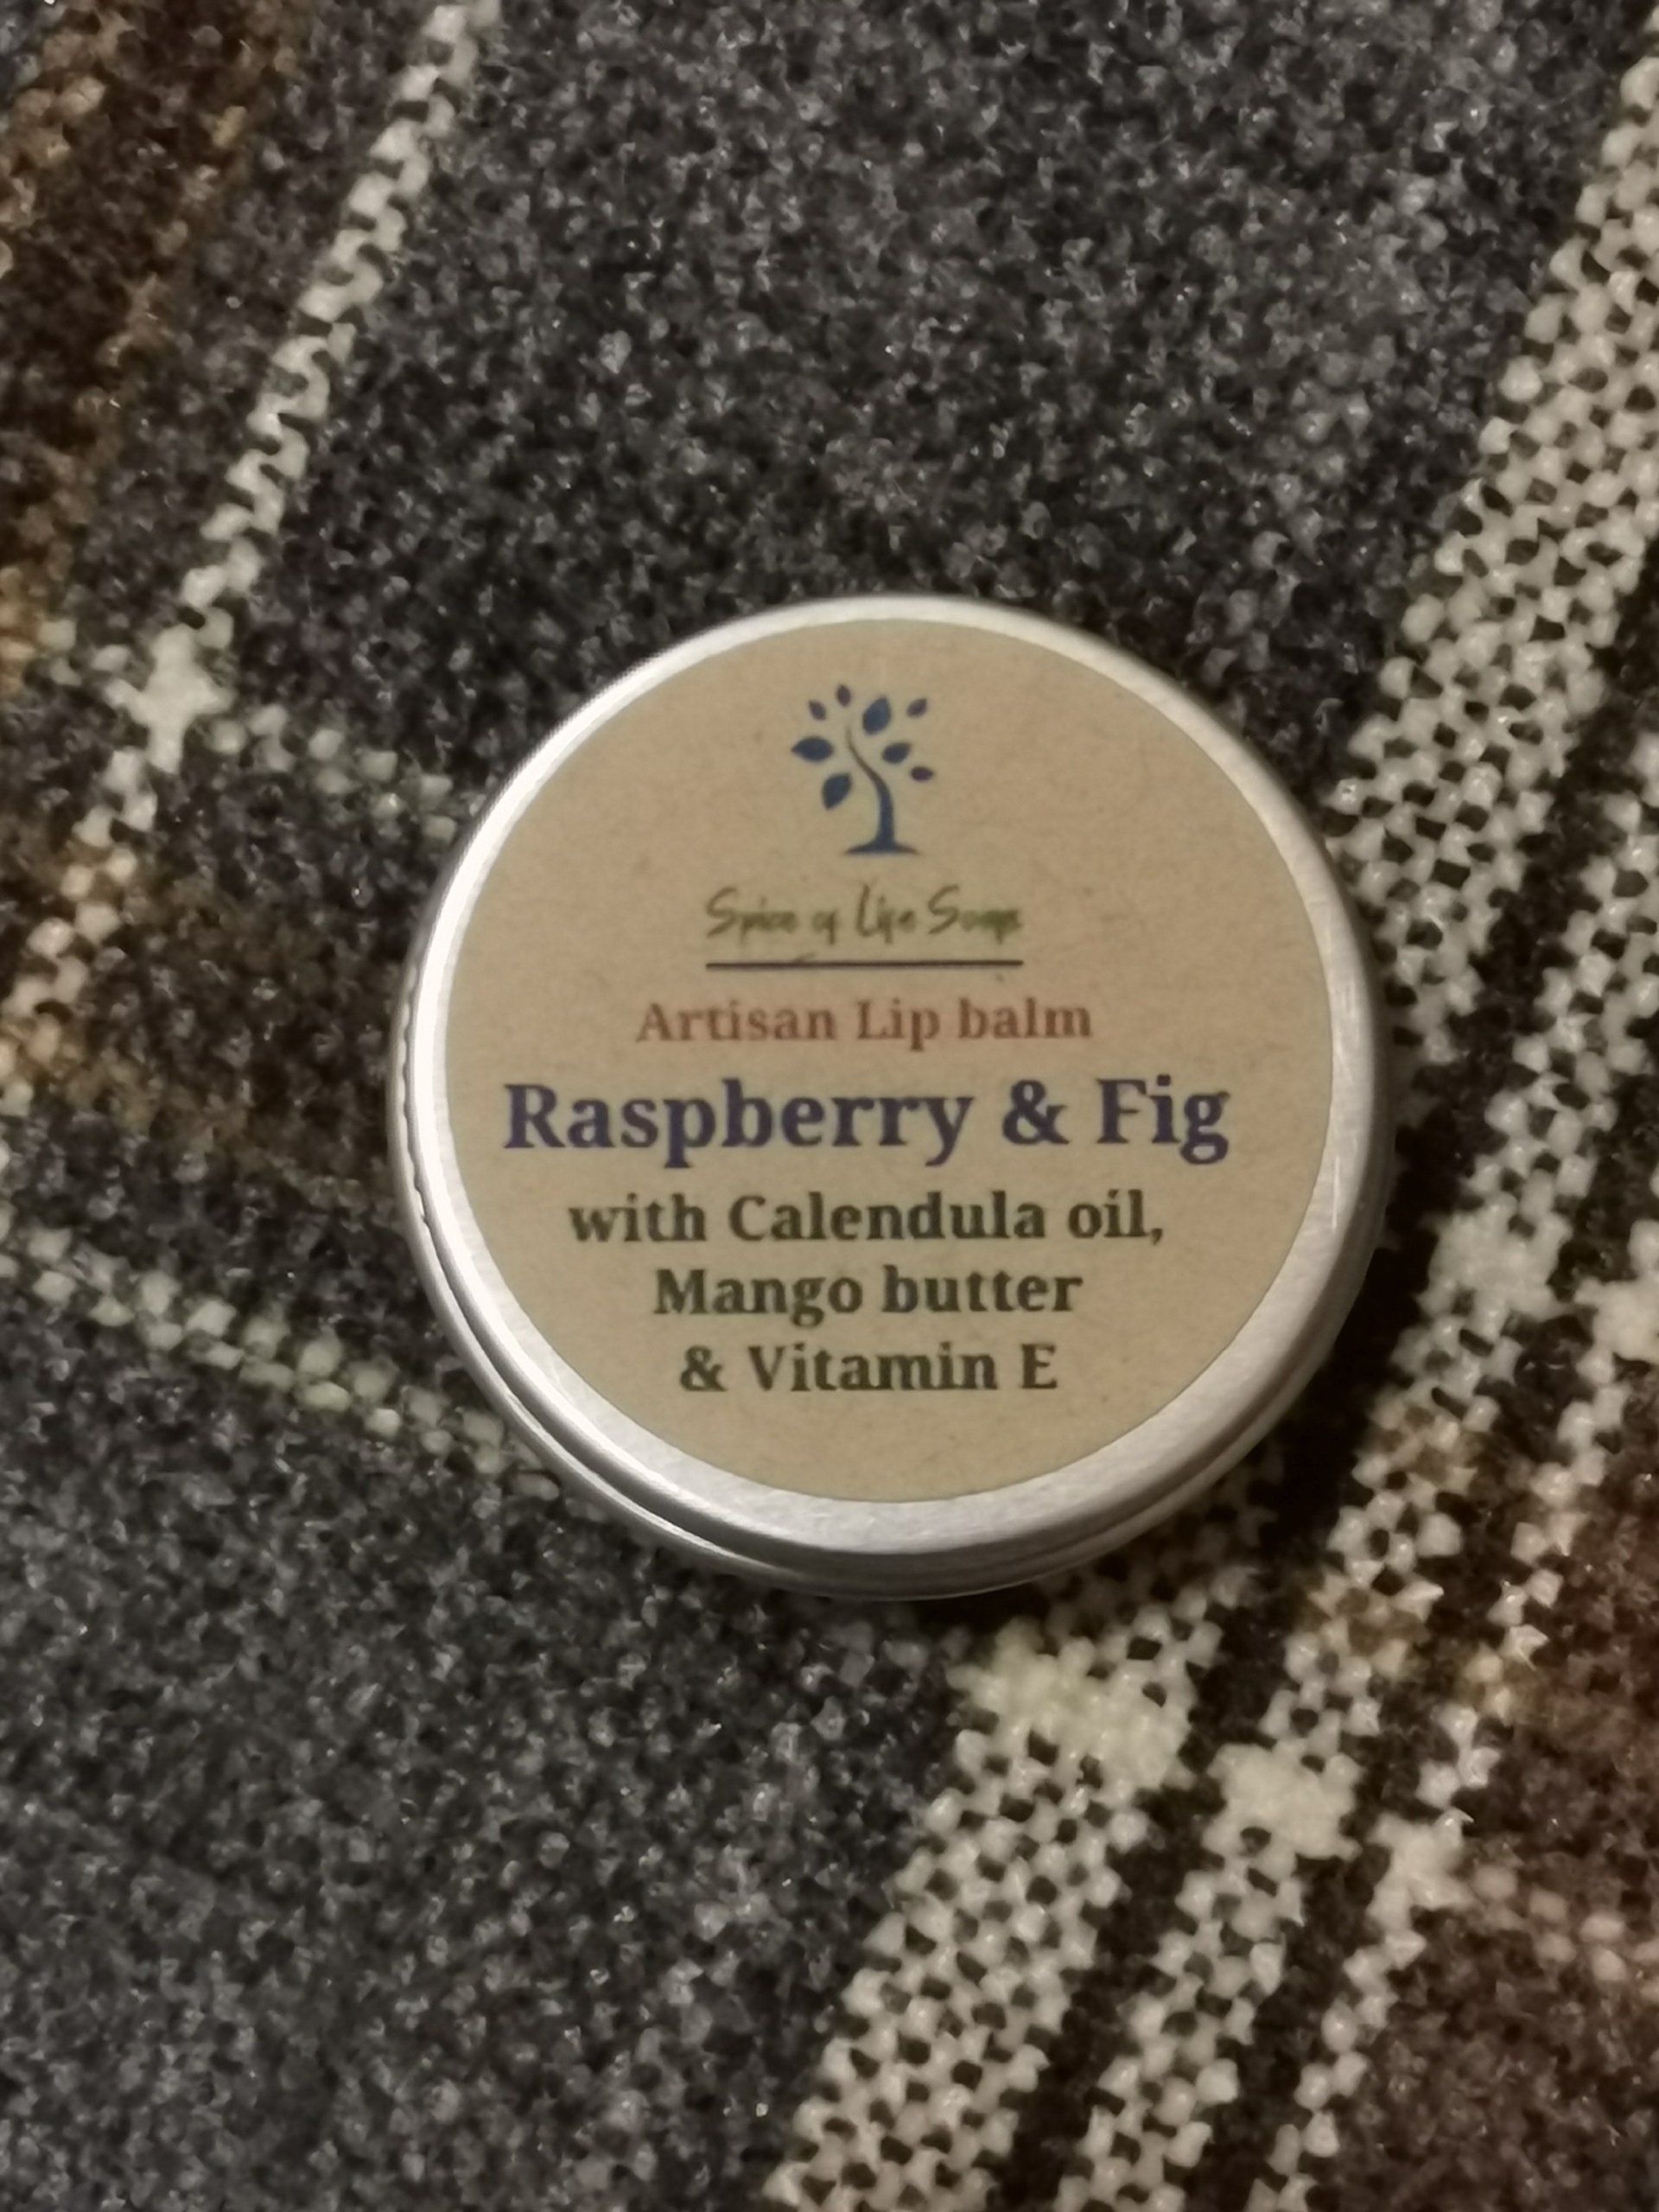 Spice of Life Soaps
Artisan Lip balm
Raspberry & Fig
with Calendula oil,
Mango butter
& Vitamin E